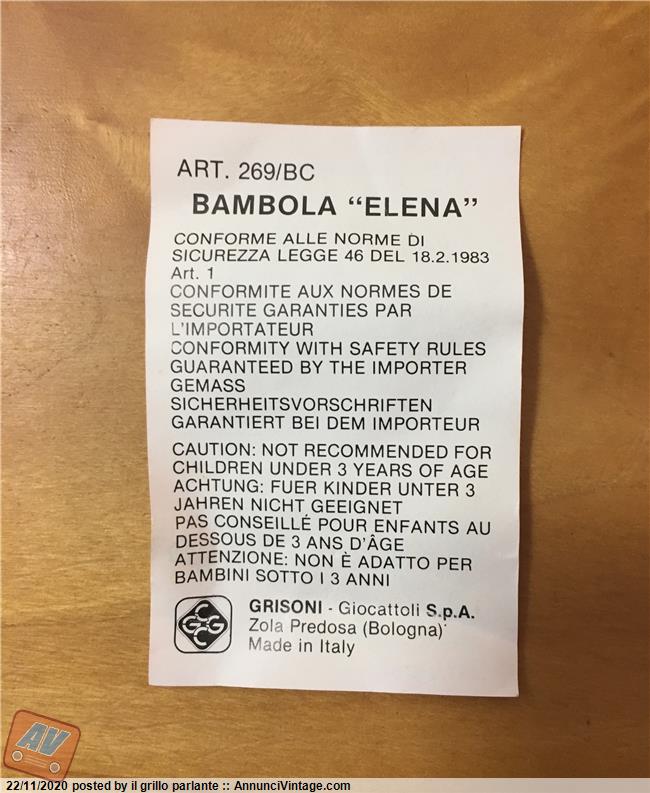 ART. 269/BC
BAMBOLA “ELENA”
CONFORME ALLE NORME DI
SICUREZZA LEGGE 46 DEL 18.2.1983
Art. 1
CONFORMITE AUX NORMES DE
SECURITE GARANTIES PAR
L'IMPORTATEUR
CONFORMITY WITH SAFETY RULES
GUARANTEED BY THE IMPORTER
GEMASS
SICHERHEITSVORSCHRIFTEN
GARANTIERT BEI DEM IMPORTEUR
CAUTION: NOT RECOMMENDED FOR
CHILDREN UNDER 3 YEARS OF AGE
ACHTUNG: FUER KINDER UNTER 3
JAHREN NICHT GEEIGNET
PAS CONSEILLÉ POUR ENFANTS AU
DESSOUS DE 3 ANS D'ÂGE
ATTENZIONE: NON È ADATTO PER
BAMBINI SOTTO I 3 ANNI
GRISONI - Giocattoli S.p.A.
Zola Predosa (Bologna)
Made in Italy
AV
22/11/2020 posted by il grillo parlante :: AnnunciVintage.com